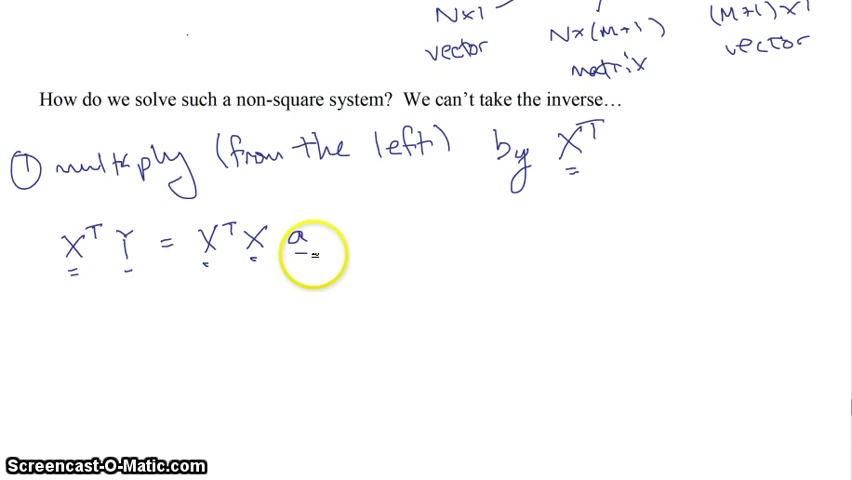 N×1 N×(M+1) (M+1)×1
vector matrix vector
How do we solve such a non-square system? We can't take the inverse…
① multiply (from the left) by X^T
X^T Y = X^T X a
Screencast-O-Matic.com